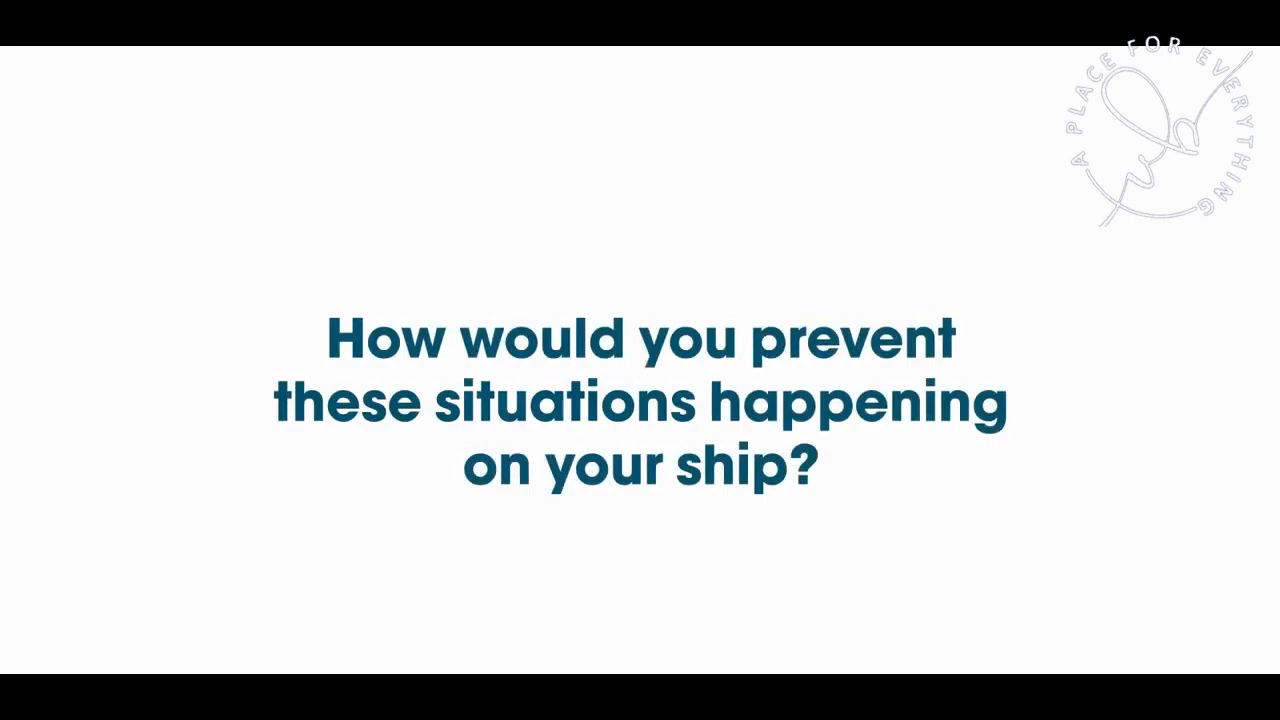 A PLACE FOR EVERYTHING
How would you prevent
these situations happening
on your ship?